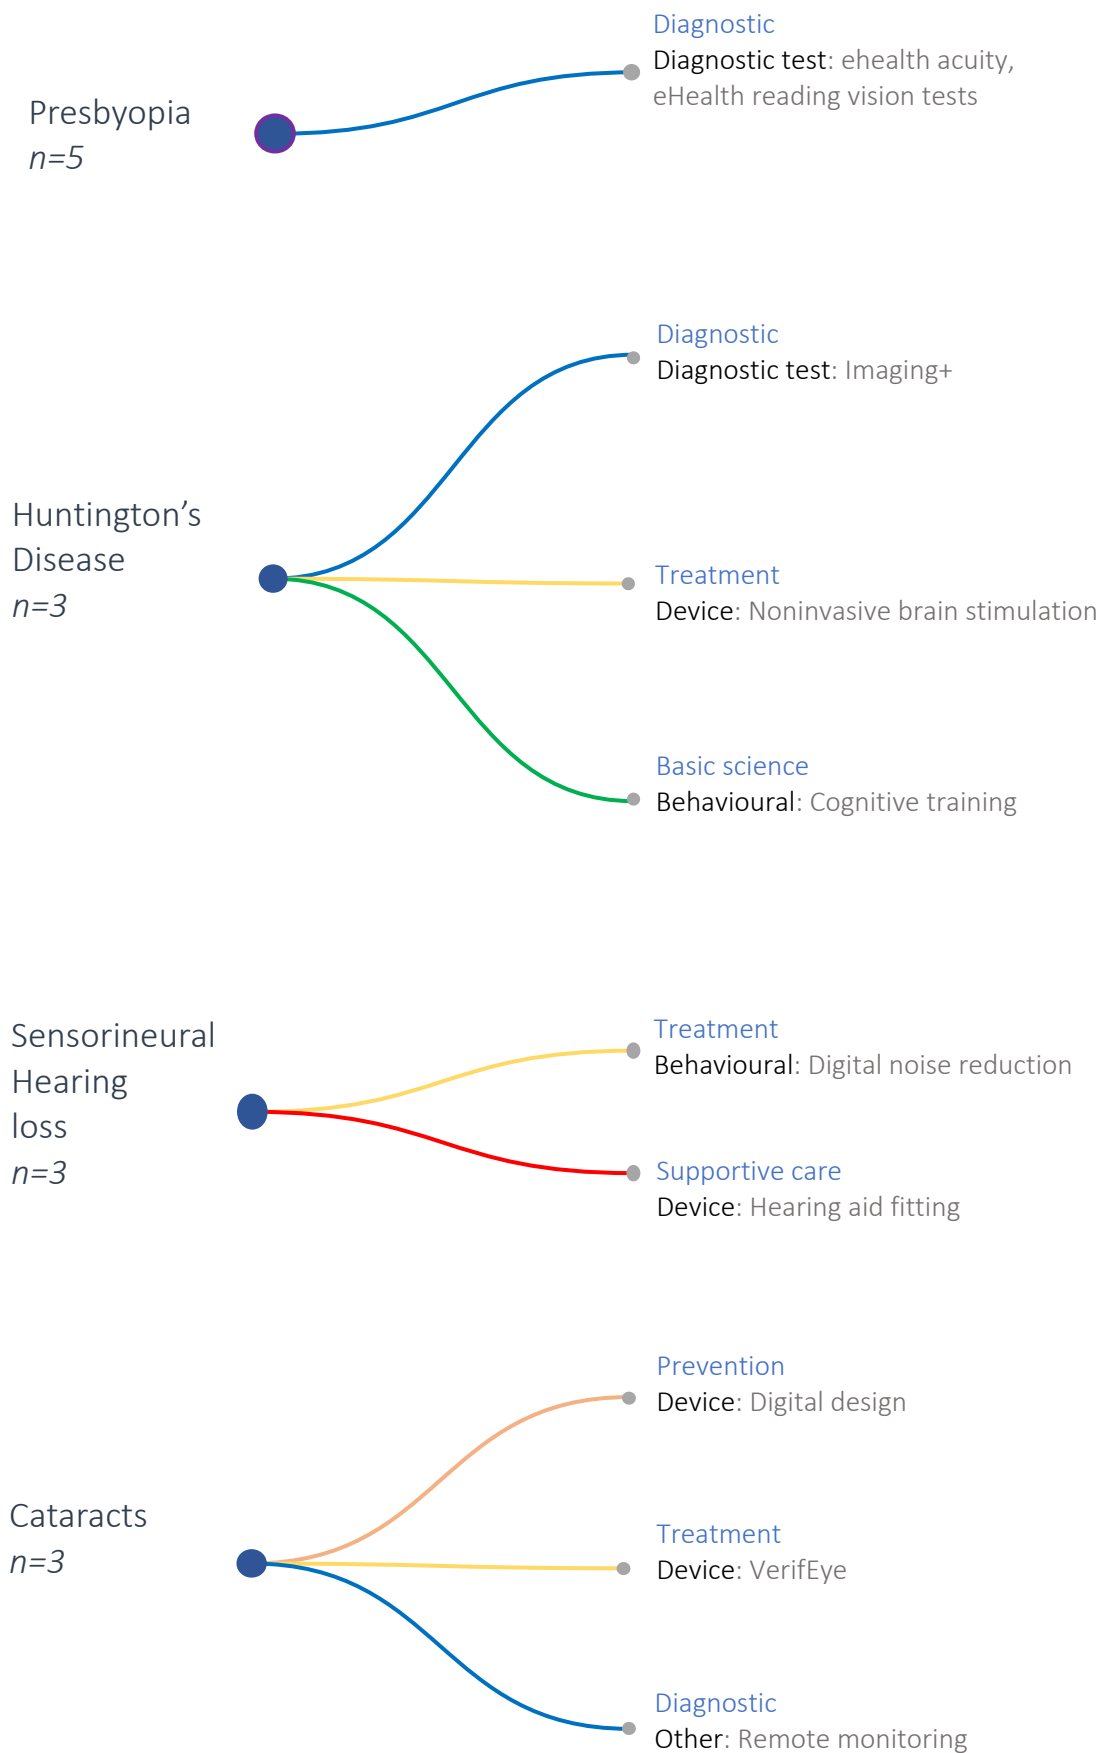 Diagnostic
Diagnostic test: ehealth acuity,
eHealth reading vision tests
Presbyopia
n=5
Diagnostic
Diagnostic test: Imaging+
Huntington’s
Disease
n=3
Treatment
Device: Noninvasive brain stimulation
Basic science
Behavioural: Cognitive training
Sensorineural
Hearing
loss
n=3
Treatment
Behavioural: Digital noise reduction
Supportive care
Device: Hearing aid fitting
Prevention
Device: Digital design
Cataracts
n=3
Treatment
Device: VerifEye
Diagnostic
Other: Remote monitoring